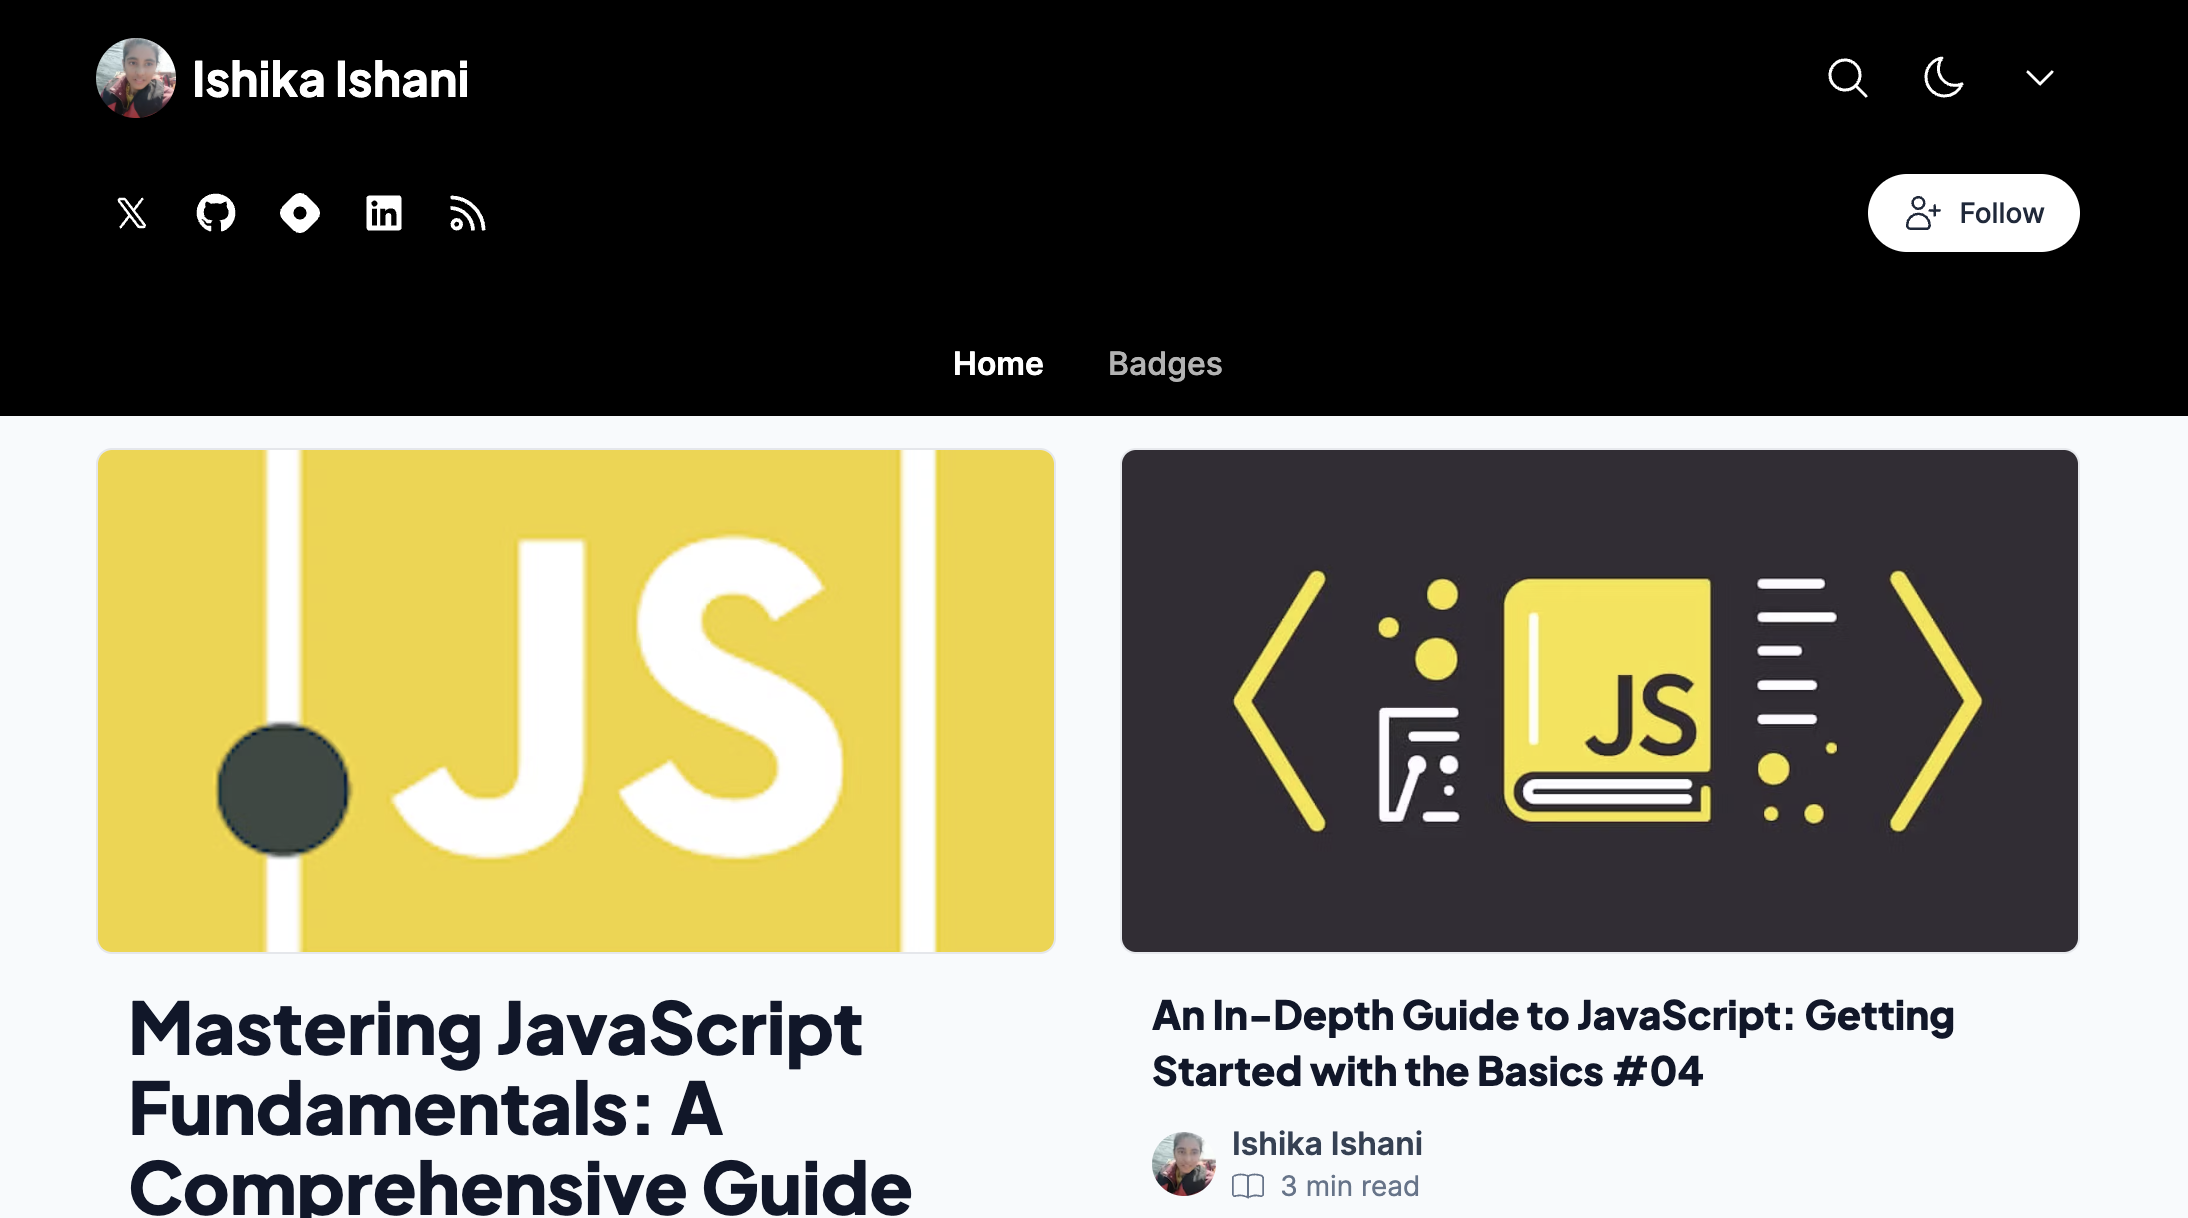 Ishika Ishani
Follow
Home
Badges
JS
JS
Mastering JavaScript
Fundamentals: A
Comprehensive Guide
An In-Depth Guide to JavaScript: Getting
Started with the Basics #04
Ishika Ishani
3 min read